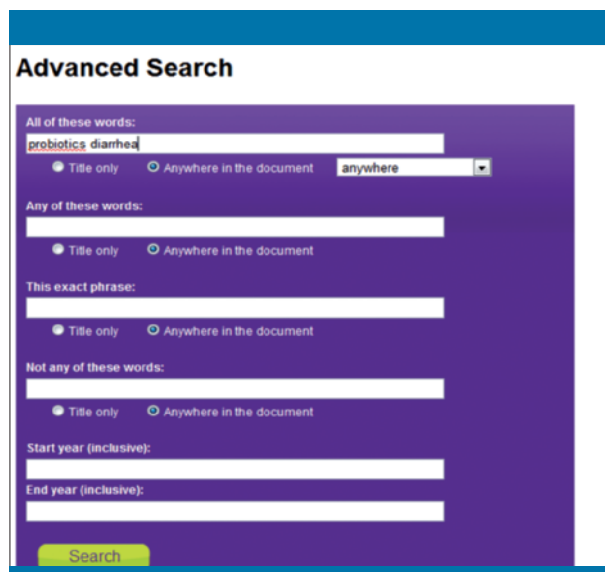 Advanced Search
All of these words:
probiotics diarrhea
Title only Anywhere in the document anywhere
Any of these words:
Title only Anywhere in the document
This exact phrase:
Title only Anywhere in the document
Not any of these words:
Title only Anywhere in the document
Start year (inclusive):
End year (inclusive):
Search